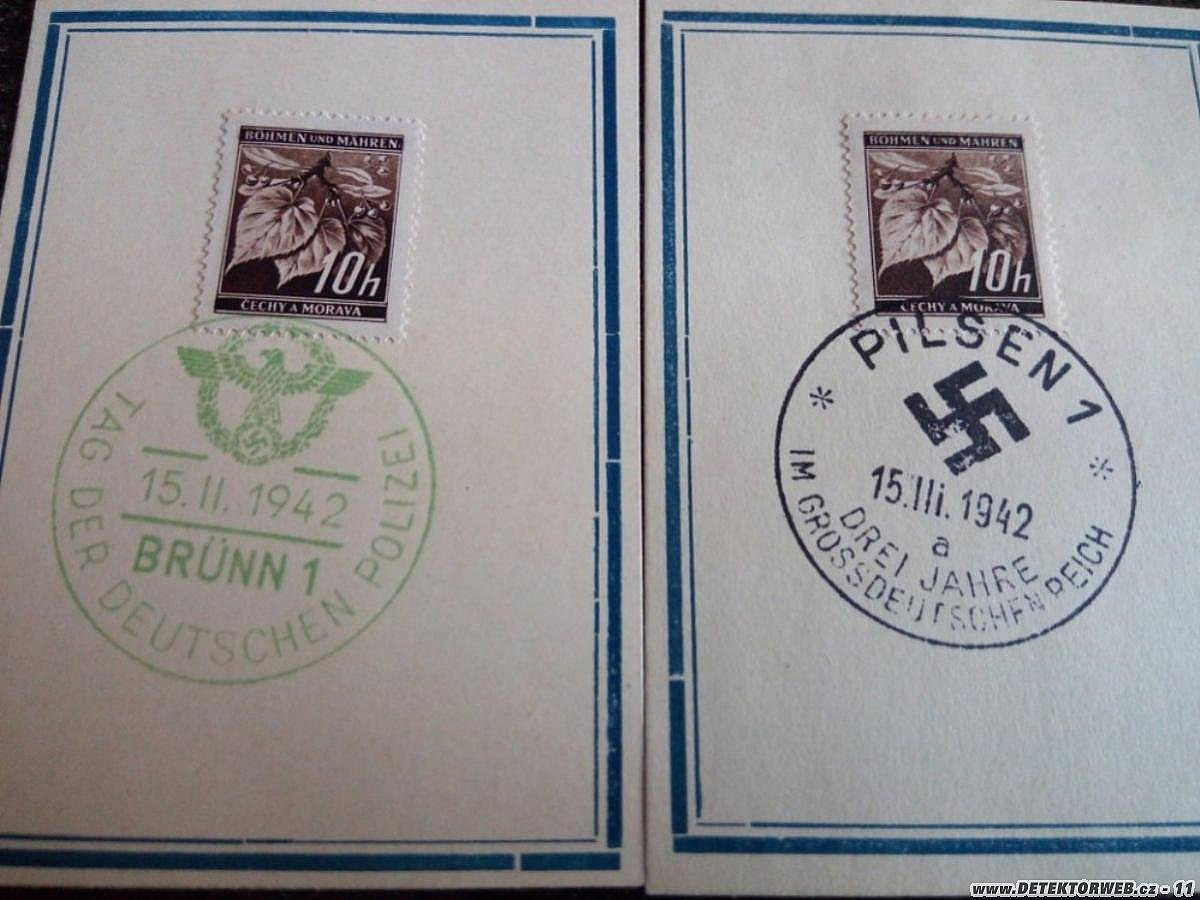 BÖHMEN UND MÄHREN
10h
ČECHY A MORAVA
15.II.1942
BRÜNN 1
TAG DER DEUTSCHEN POLIZEI
BÖHMEN UND MÄHREN
10h
ČECHY A MORAVA
* PILSEN 1 *
15.III.1942
a
DREI JAHRE
IM GROSSDEUTSCHEN REICH
www.DETEKTORWEB.cz - 11